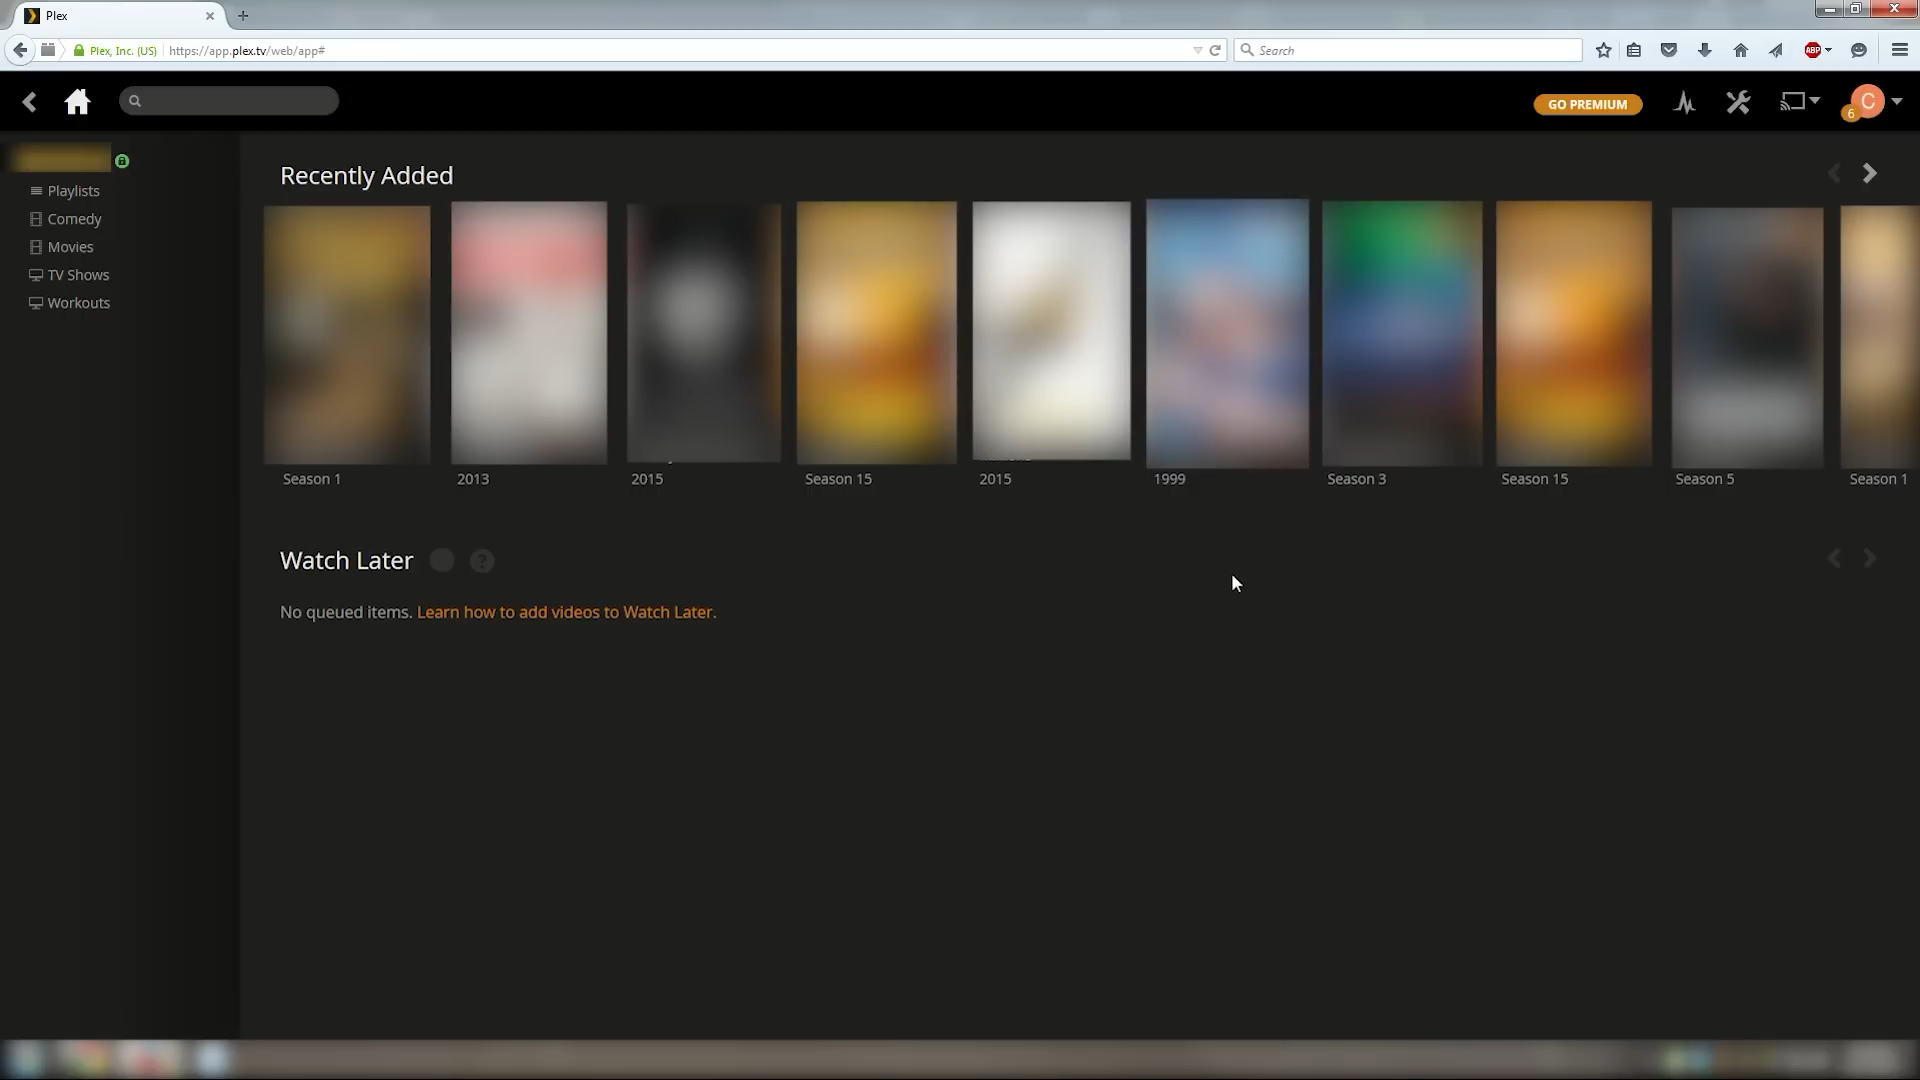 Plex
Plex, Inc. (US) https://app.plex.tv/web/app# Search ABP
GO PREMIUM C 6
Playlists
Comedy
Movies
TV Shows
Workouts
Recently Added
Season 1 2013 2015 Season 15 2015 1999 Season 3 Season 15 Season 5 Season 1
Watch Later ?
No queued items. Learn how to add videos to Watch Later.